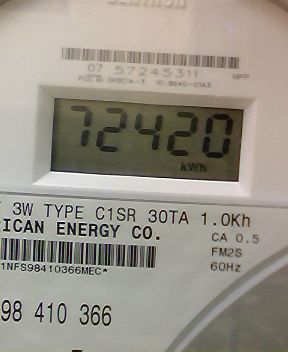 07 57245311
72420
kWh
3W TYPE C1SR 30TA 1.0Kh
RICAN ENERGY CO.
CA 0.5
FM2S
60Hz
1NFS98410366MEC*
98 410 366